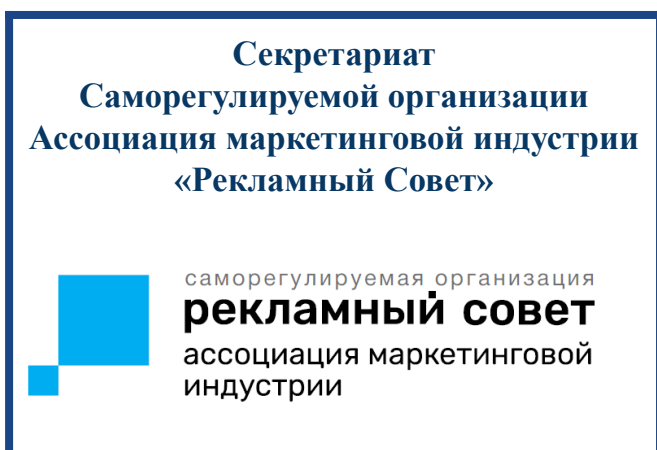 Секретариат
Саморегулируемой организации
Ассоциация маркетинговой индустрии
«Рекламный Совет»
саморегулируемая организация
рекламный совет
ассоциация маркетинговой
индустрии